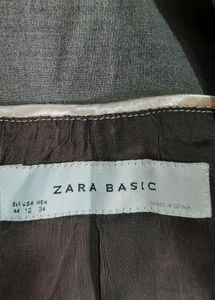 ZARA BASIC
EUR USA MEX
44 12 34
MADE IN SPAIN